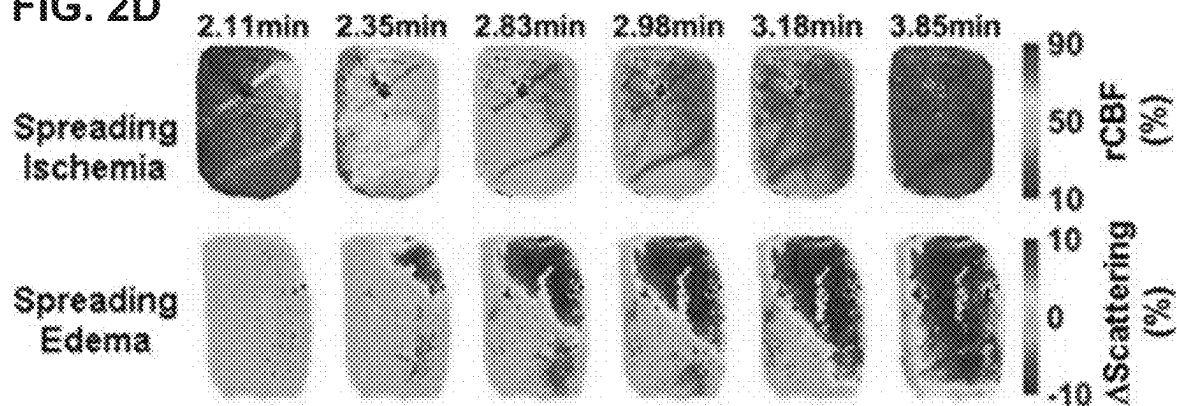 FIG. 2D
2.11min 2.35min 2.83min 2.98min 3.18min 3.85min
Spreading
Ischemia
90
50
10
rCBF
(%)
Spreading
Edema
10
0
-10
ΔScattering
(%)